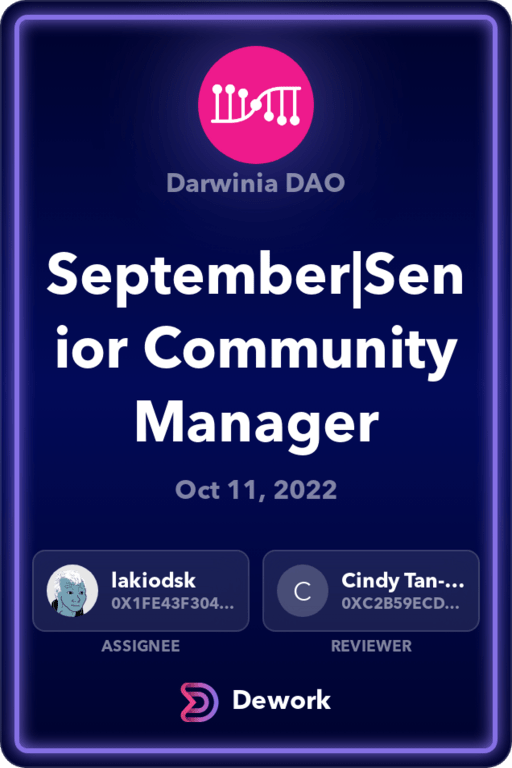 Darwinia DAO
September|Sen
ior Community
Manager
Oct 11, 2022
lakiodsk
0X1FE43F304...
ASSIGNEE
C
Cindy Tan-...
0XC2B59ECD...
REVIEWER
Dework